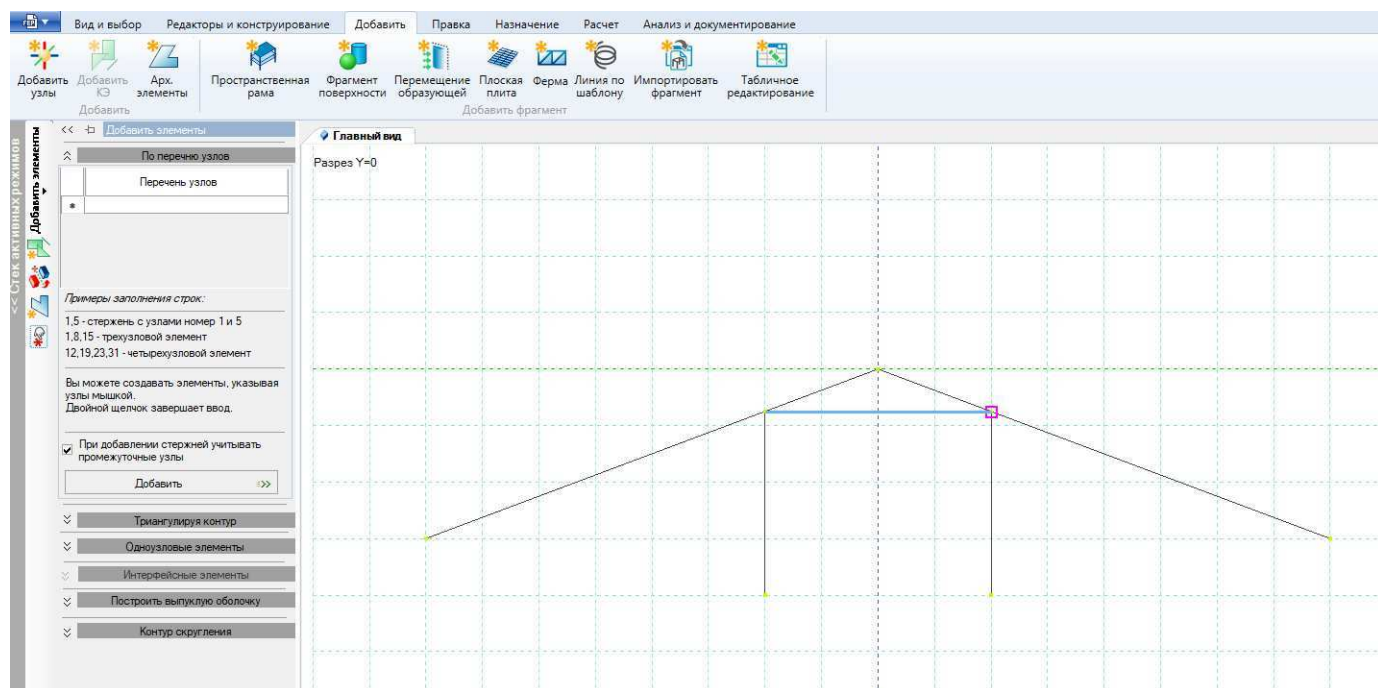 Вид и выбор Редакторы и конструирование Добавить Правка Назначение Расчет Анализ и документирование
Добавить узлы
Добавить КЭ
Арх. элементы
Пространственная рама
Фрагмент поверхности
Перемещение образующей
Плоская плита
Ферма
Линия по шаблону
Импортировать фрагмент
Табличное редактирование
Добавить
Добавить фрагмент
<< Стек активных режимов
Добавить элементы
<< Добавить элементы
По перечню узлов
Перечень узлов
*
Примеры заполнения строк:
1,5 - стержень с узлами номер 1 и 5
1,8,15 - трехузловой элемент
12,19,23,31 - четырехузловой элемент
Вы можете создавать элементы, указывая
узлы мышкой.
Двойной щелчок завершает ввод.
При добавлении стержней учитывать
промежуточные узлы
Добавить
Триангулируя контур
Одноузловые элементы
Интерфейсные элементы
Построить выпуклую оболочку
Контур скругления
Главный вид
Разрез Y=0